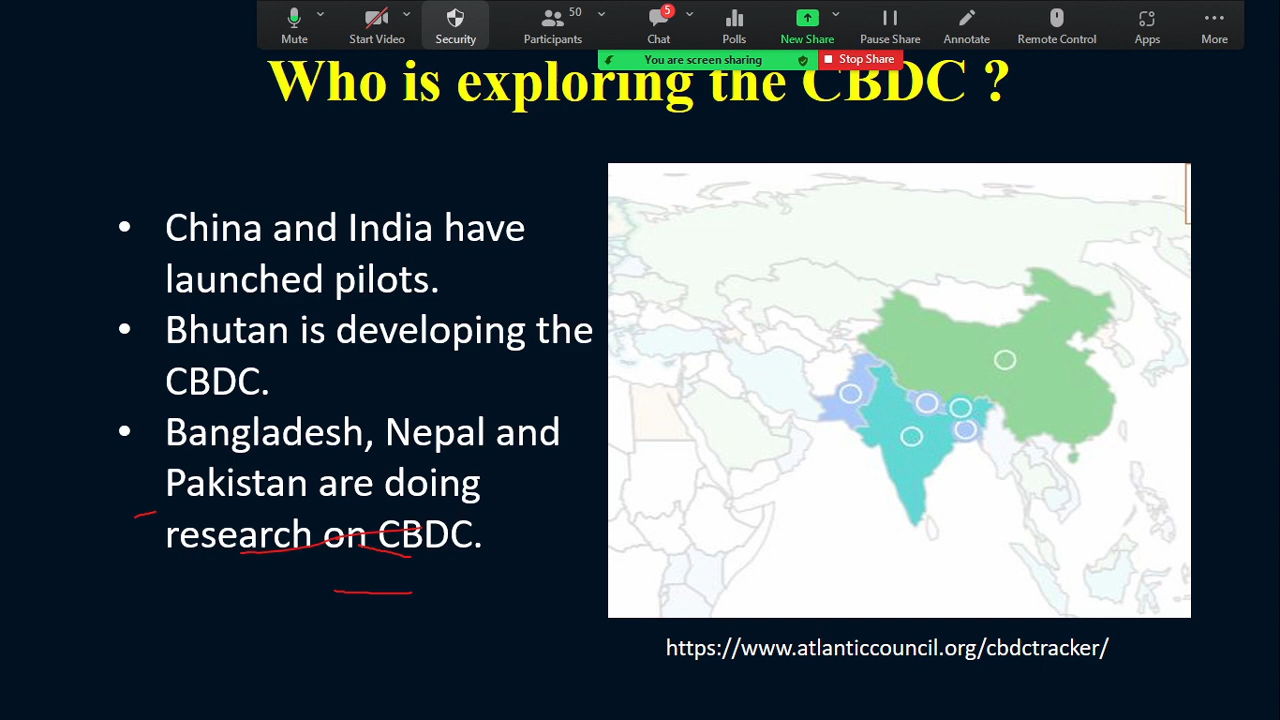 50
5
Mute
Start Video
Security
Participants
Chat
Polls
New Share
Pause Share
Annotate
Remote Control
Apps
More
You are screen sharing
Stop Share
Who is exploring the CBDC ?
• China and India have
launched pilots.
• Bhutan is developing the
CBDC.
• Bangladesh, Nepal and
Pakistan are doing
research on CBDC.
https://www.atlanticcouncil.org/cbdctracker/